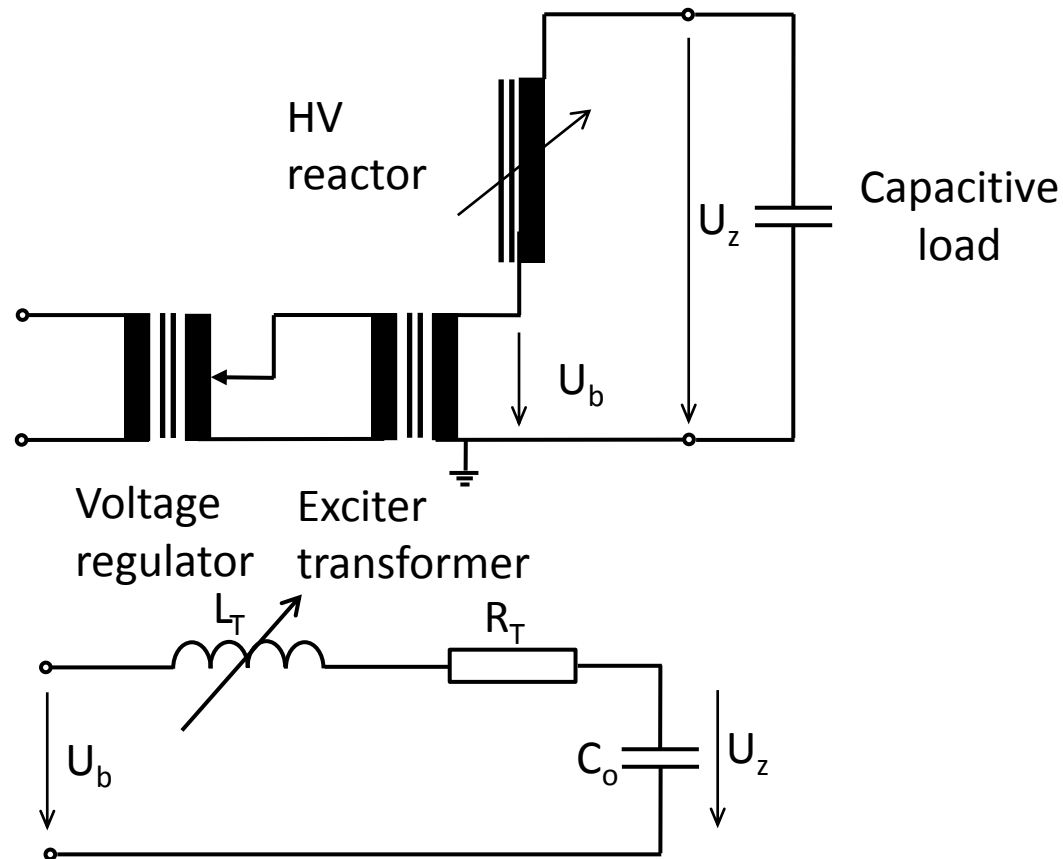 HV
reactor
U_z
Capacitive
load
U_b
Voltage
regulator
Exciter
transformer
L_T
R_T
U_b
C_o
U_z